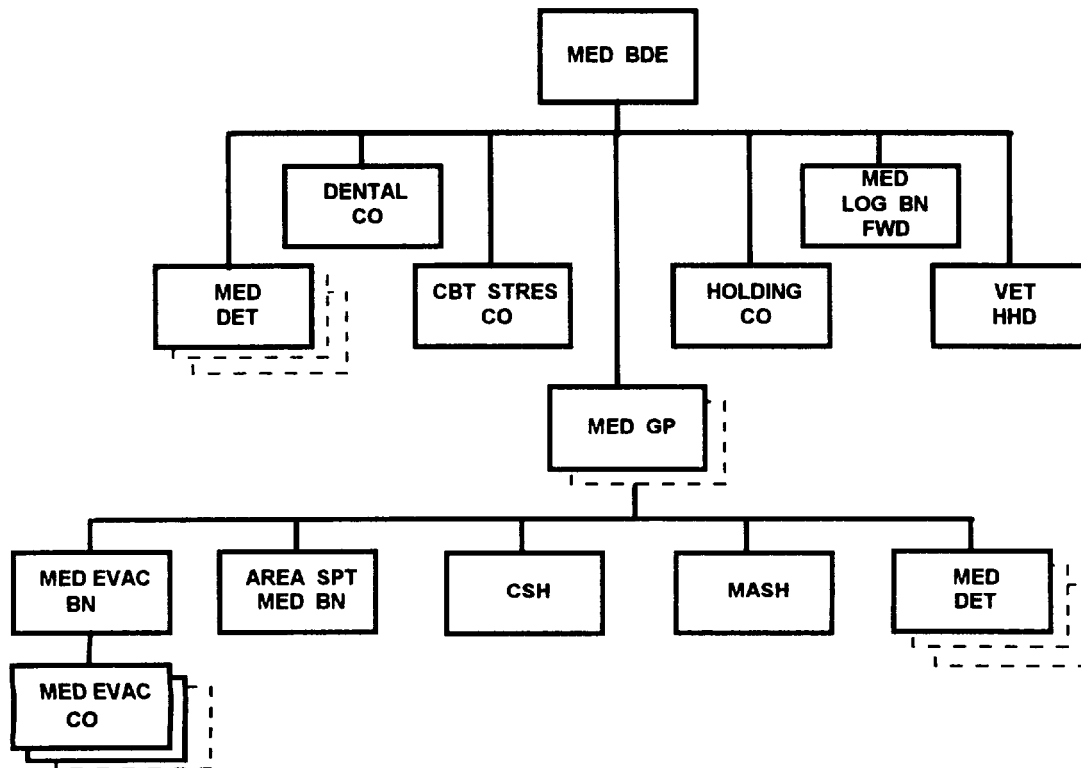 MED BDE
DENTAL
CO
MED
LOG BN
FWD
MED
DET
CBT STRES
CO
HOLDING
CO
VET
HHD
MED GP
MED EVAC
BN
AREA SPT
MED BN
CSH
MASH
MED
DET
MED EVAC
CO